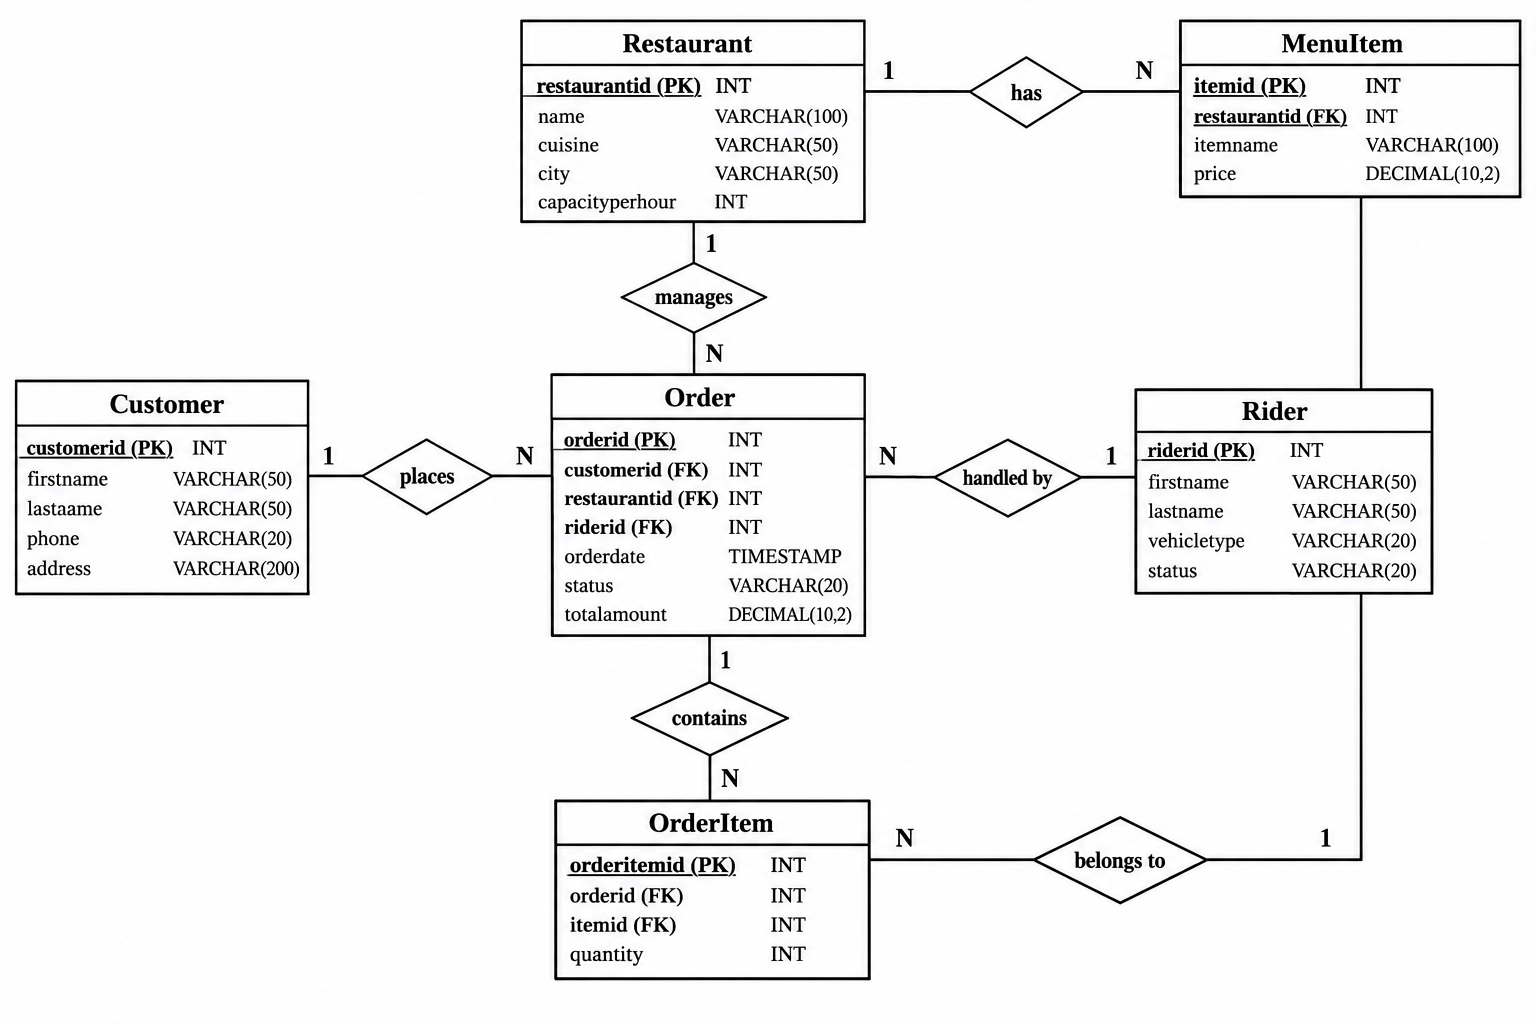 Restaurant
restaurantid (PK) INT
name VARCHAR(100)
cuisine VARCHAR(50)
city VARCHAR(50)
capacityperhour INT
1
has
N
MenuItem
itemid (PK) INT
restaurantid (FK) INT
itemname VARCHAR(100)
price DECIMAL(10,2)
1
manages
N
Customer
customerid (PK) INT
firstname VARCHAR(50)
lastaame VARCHAR(50)
phone VARCHAR(20)
address VARCHAR(200)
1
places
N
Order
orderid (PK) INT
customerid (FK) INT
restaurantid (FK) INT
riderid (FK) INT
orderdate TIMESTAMP
status VARCHAR(20)
totalamount DECIMAL(10,2)
N
handled by
1
Rider
riderid (PK) INT
firstname VARCHAR(50)
lastname VARCHAR(50)
vehicletype VARCHAR(20)
status VARCHAR(20)
1
contains
N
OrderItem
orderitemid (PK) INT
orderid (FK) INT
itemid (FK) INT
quantity INT
N
belongs to
1